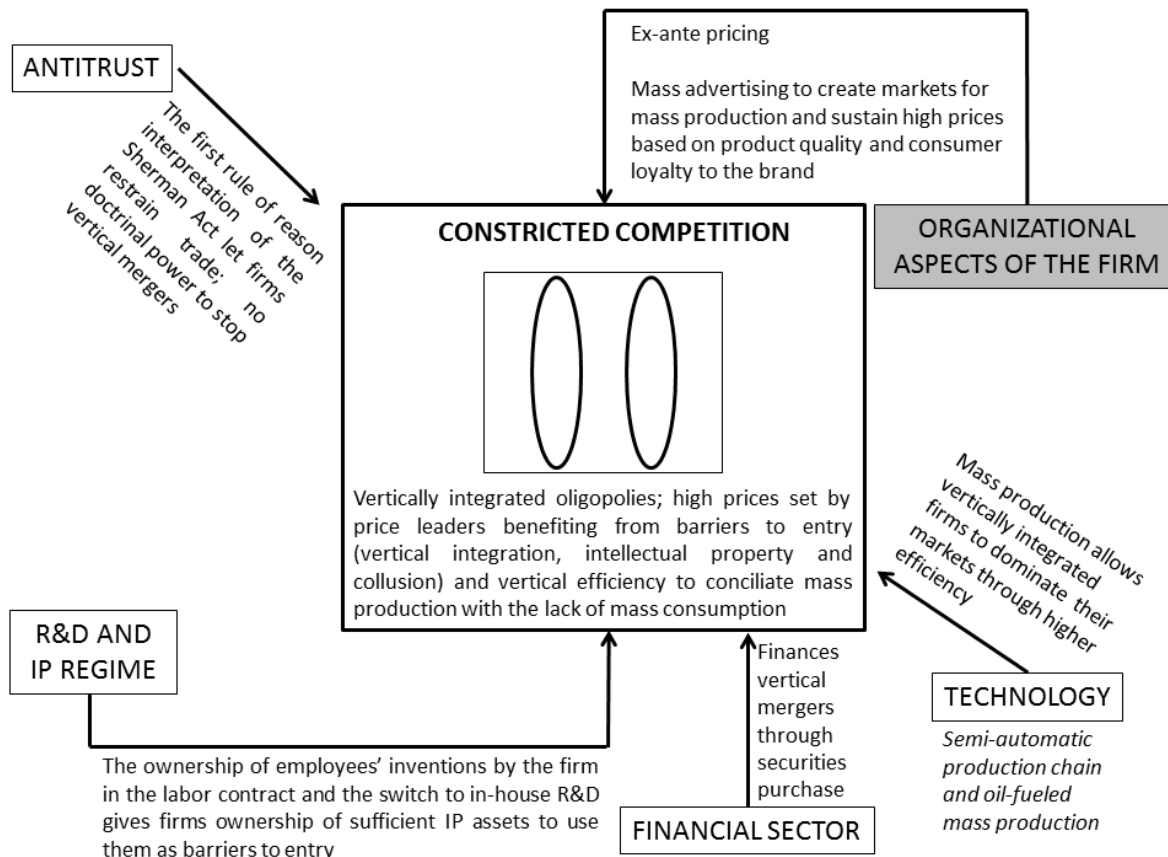 ANTITRUST
The first rule of reason
interpretation of the
Sherman Act let firms
restrain trade; no
doctrinal power to stop
vertical mergers
Ex-ante pricing
Mass advertising to create markets for
mass production and sustain high prices
based on product quality and consumer
loyalty to the brand
ORGANIZATIONAL
ASPECTS OF THE FIRM
CONSTRICTED COMPETITION
Vertically integrated oligopolies; high prices set by
price leaders benefiting from barriers to entry
(vertical integration, intellectual property and
collusion) and vertical efficiency to conciliate mass
production with the lack of mass consumption
Mass production allows
vertically integrated
firms to dominate their
markets through higher
efficiency
R&D AND
IP REGIME
The ownership of employees’ inventions by the firm
in the labor contract and the switch to in-house R&D
gives firms ownership of sufficient IP assets to use
them as barriers to entry
Finances
vertical
mergers
through
securities
purchase
FINANCIAL SECTOR
TECHNOLOGY
Semi-automatic
production chain
and oil-fueled
mass production